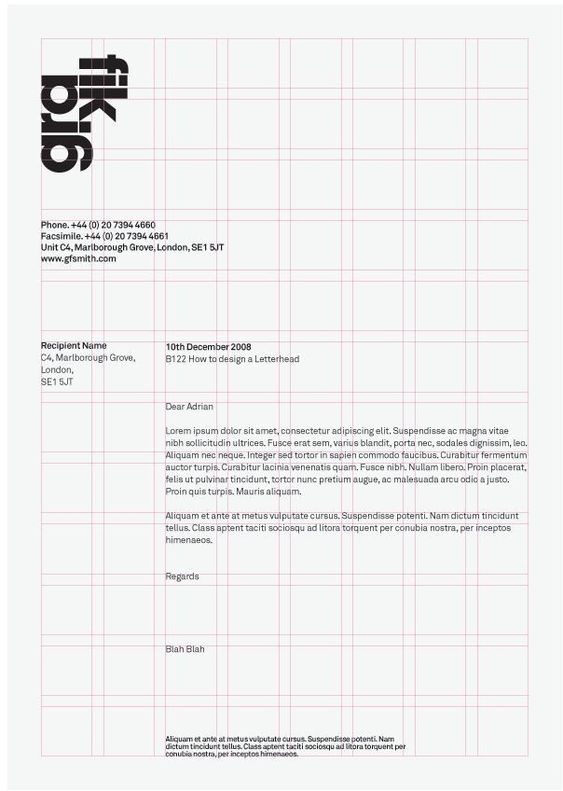 Phone. +44 (0) 20 7394 4660
Facsimile. +44 (0) 20 7394 4661
Unit C4, Marlborough Grove, London, SE1 5JT
www.gfsmith.com
Recipient Name
C4, Marlborough Grove,
London,
SE1 5JT
10th December 2008
B122 How to design a Letterhead
Dear Adrian
Lorem ipsum dolor sit amet, consectetur adipiscing elit. Suspendisse ac magna vitae
nibh sollicitudin ultrices. Fusce erat sem, varius blandit, porta nec, sodales dignissim, leo.
Aliquam nec neque. Integer sed tortor in sapien commodo faucibus. Curabitur fermentum
auctor turpis. Curabitur lacinia venenatis quam. Fusce nibh. Nullam libero. Proin placerat,
felis ut pulvinar tincidunt, tortor nunc pretium augue, ac malesuada arcu odio a justo.
Proin quis turpis. Mauris aliquam.
Aliquam et ante at metus vulputate cursus. Suspendisse potenti. Nam dictum tincidunt
tellus. Class aptent taciti sociosqu ad litora torquent per conubia nostra, per inceptos
himenaeos.
Regards
Blah Blah
Aliquam et ante at metus vulputate cursus. Suspendisse potenti. Nam
dictum tincidunt tellus. Class aptent taciti sociosqu ad litora torquent per
conubia nostra, per inceptos himenaeos.